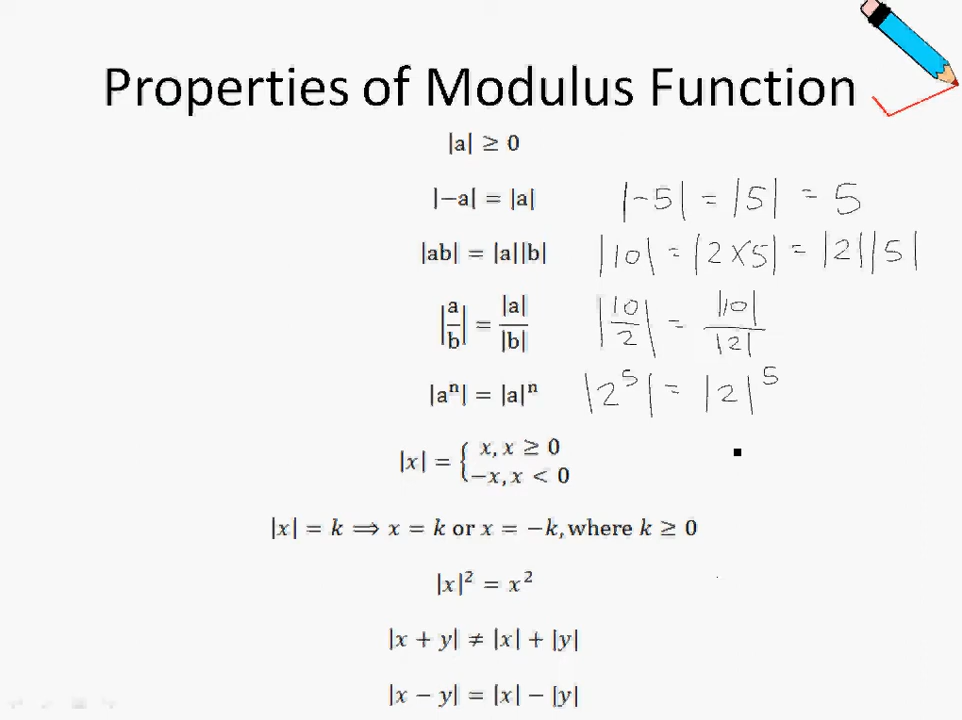 Properties of Modulus Function
|a| ≥ 0
|−a| = |a| |-5| = |5| = 5
|ab| = |a||b| |10| = |2×5| = |2||5|
|a/b| = |a|/|b| |10/2| = |10|/|2|
|aⁿ| = |a|ⁿ |2⁵| = |2|⁵
|x| = { x, x ≥ 0
−x, x < 0
|x| = k ⟹ x = k or x = −k, where k ≥ 0
|x|² = x²
|x + y| ≠ |x| + |y|
|x − y| = |x| − |y|